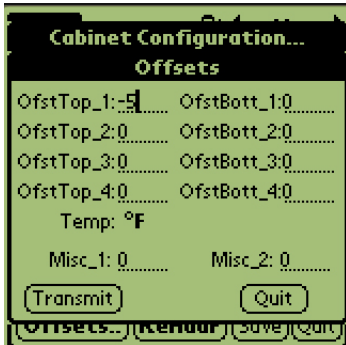 Cabinet Configuration...
Offsets
OfstTop_1:-5 OfstBott_1:0
OfstTop_2:0 OfstBott_2:0
OfstTop_3:0 OfstBott_3:0
OfstTop_4:0 OfstBott_4:0
Temp: °F
Misc_1: 0 Misc_2: 0
Transmit Quit
Offsets.. Save Quit